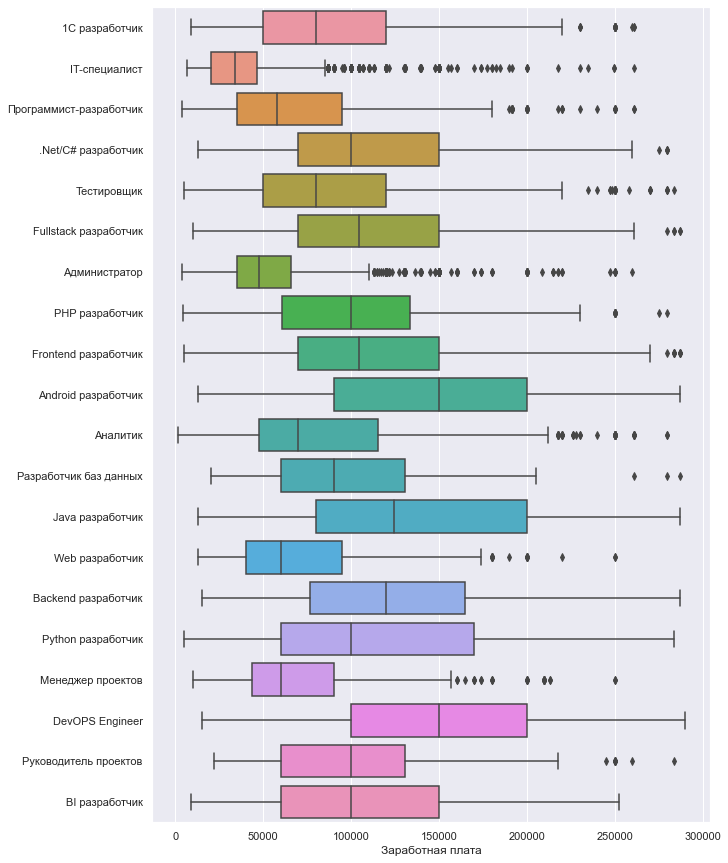 1C разработчик
IT-специалист
Программист-разработчик
.Net/C# разработчик
Тестировщик
Fullstack разработчик
Администратор
PHP разработчик
Frontend разработчик
Android разработчик
Аналитик
Разработчик баз данных
Java разработчик
Web разработчик
Backend разработчик
Python разработчик
Менеджер проектов
DevOPS Engineer
Руководитель проектов
BI разработчик
0 50000 100000 150000 200000 250000 300000
Заработная плата